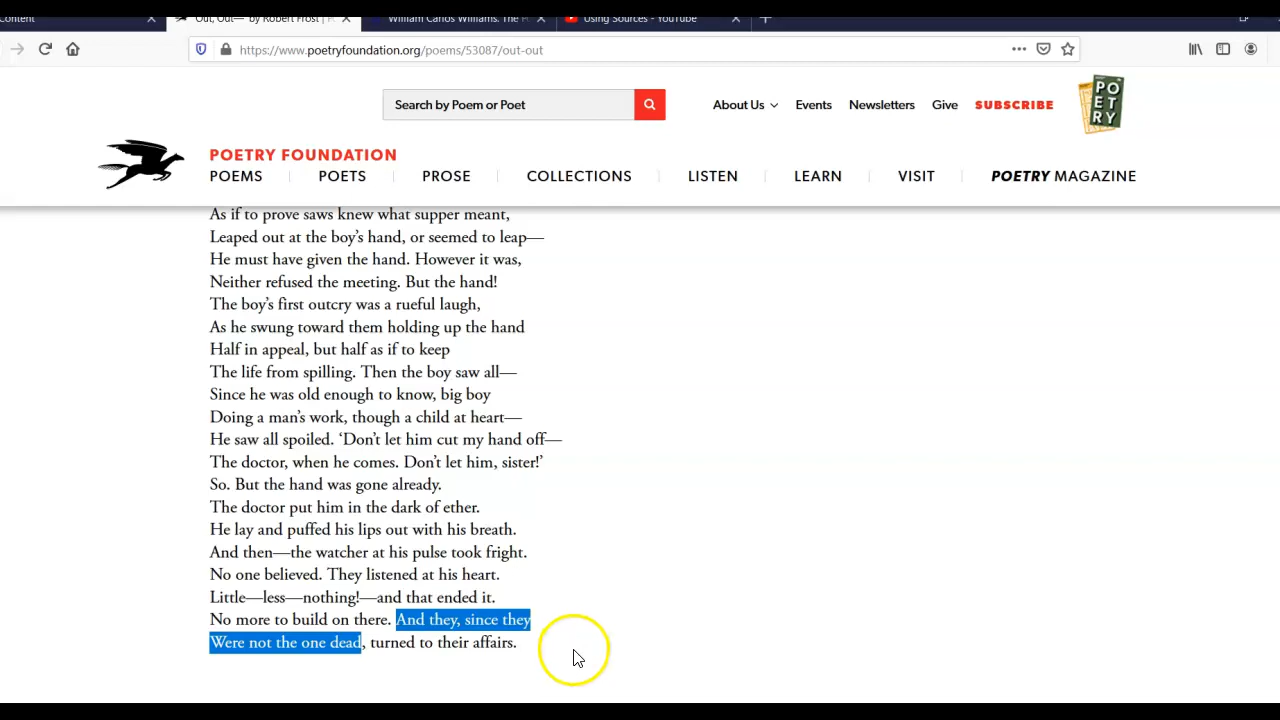 Content
Out, Out— by Robert Frost | P
William Carlos Williams. The
Using Sources - YouTube
https://www.poetryfoundation.org/poems/53087/out-out
Search by Poem or Poet
About Us
Events
Newsletters
Give
SUBSCRIBE
PO
ET
RY
POETRY FOUNDATION
POEMS
POETS
PROSE
COLLECTIONS
LISTEN
LEARN
VISIT
POETRY MAGAZINE
As if to prove saws knew what supper meant,
Leaped out at the boy’s hand, or seemed to leap—
He must have given the hand. However it was,
Neither refused the meeting. But the hand!
The boy’s first outcry was a rueful laugh,
As he swung toward them holding up the hand
Half in appeal, but half as if to keep
The life from spilling. Then the boy saw all—
Since he was old enough to know, big boy
Doing a man’s work, though a child at heart—
He saw all spoiled. ‘Don’t let him cut my hand off—
The doctor, when he comes. Don’t let him, sister!’
So. But the hand was gone already.
The doctor put him in the dark of ether.
He lay and puffed his lips out with his breath.
And then—the watcher at his pulse took fright.
No one believed. They listened at his heart.
Little—less—nothing!—and that ended it.
No more to build on there. And they, since they
Were not the one dead, turned to their affairs.